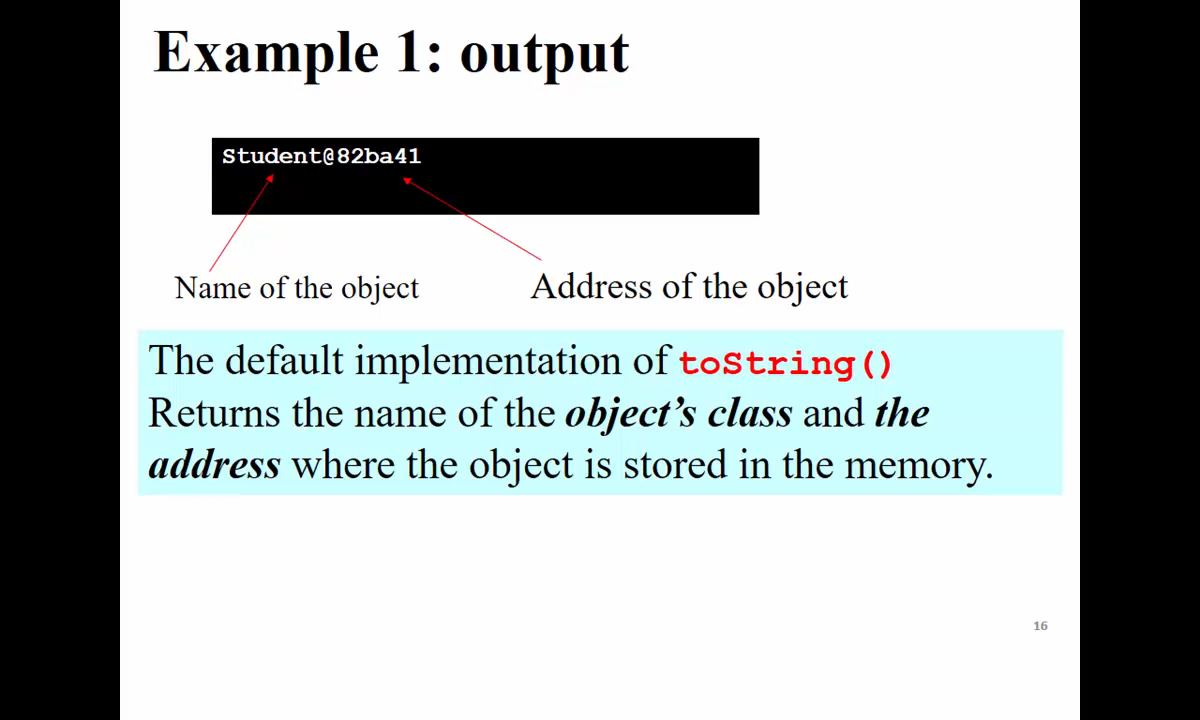 Example 1: output
Student@82ba41
Name of the object
Address of the object
The default implementation of toString()
Returns the name of the object’s class and the
address where the object is stored in the memory.
16